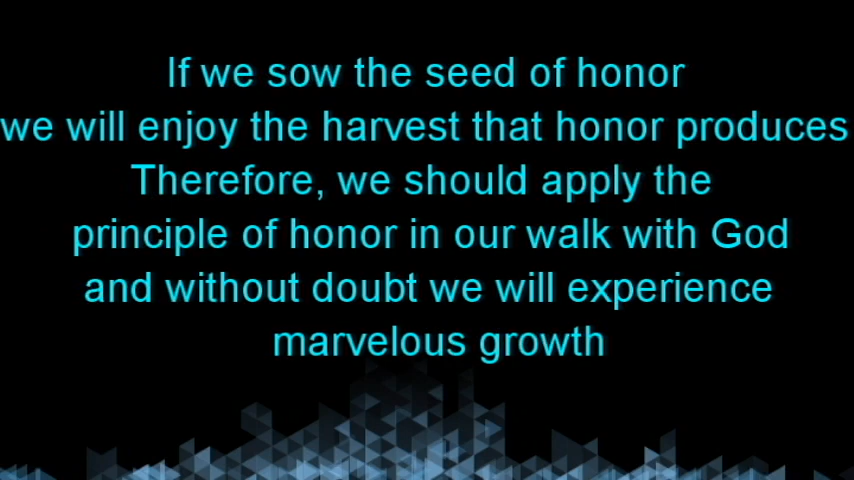 If we sow the seed of honor
we will enjoy the harvest that honor produces
Therefore, we should apply the
principle of honor in our walk with God
and without doubt we will experience
marvelous growth